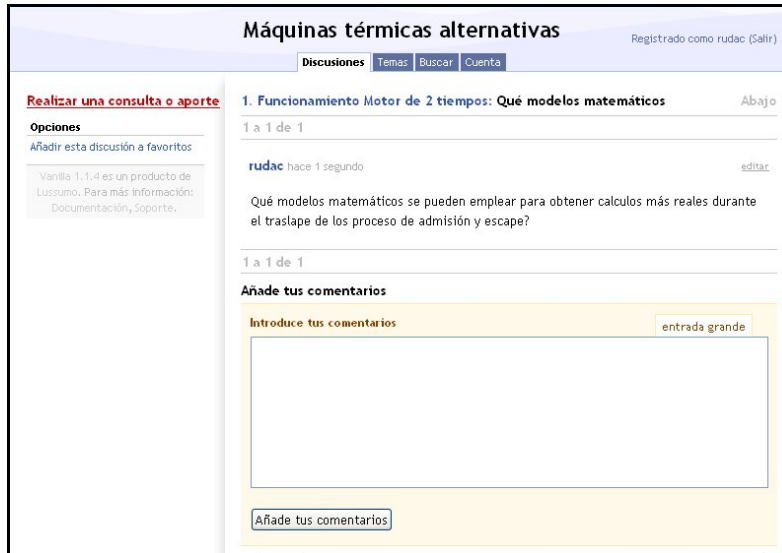 Máquinas térmicas alternativas
Registrado como rudac (Salir)
Discusiones Temas Buscar Cuenta
Realizar una consulta o aporte
Opciones
Añadir esta discusión a favoritos
Vanilla 1.1.4 es un producto de
Lussumo. Para más información:
Documentación, Soporte.
1. Funcionamiento Motor de 2 tiempos: Qué modelos matemáticos Abajo
1 a 1 de 1
rudac hace 1 segundo editar
Qué modelos matemáticos se pueden emplear para obtener calculos más reales durante
el traslape de los proceso de admisión y escape?
1 a 1 de 1
Añade tus comentarios
Introduce tus comentarios
entrada grande
Añade tus comentarios